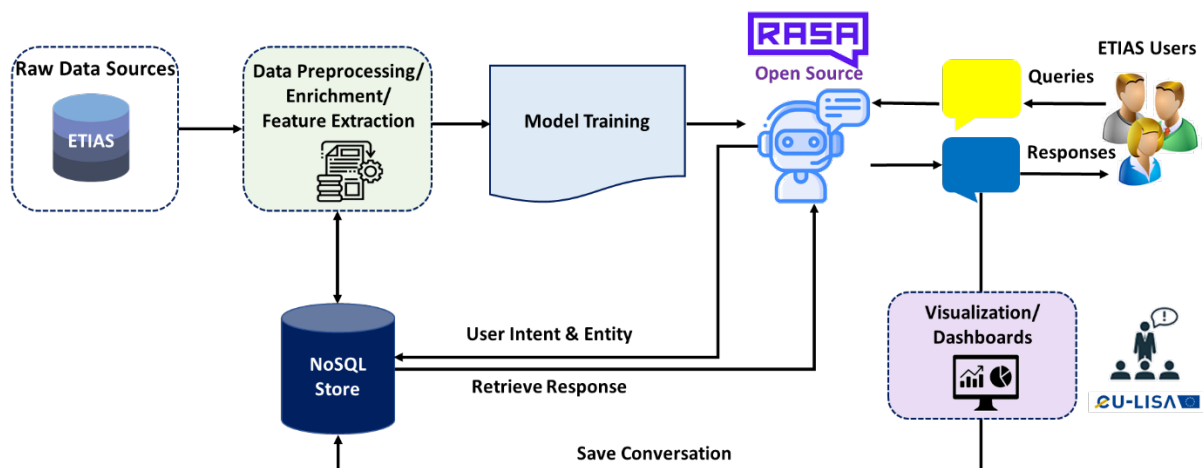 Raw Data Sources
ETIAS
Data Preprocessing/
Enrichment/
Feature Extraction
Model Training
RASA
Open Source
Queries
ETIAS Users
Responses
User Intent & Entity
NoSQL
Store
Retrieve Response
Visualization/
Dashboards
!
EU-LISA
Save Conversation